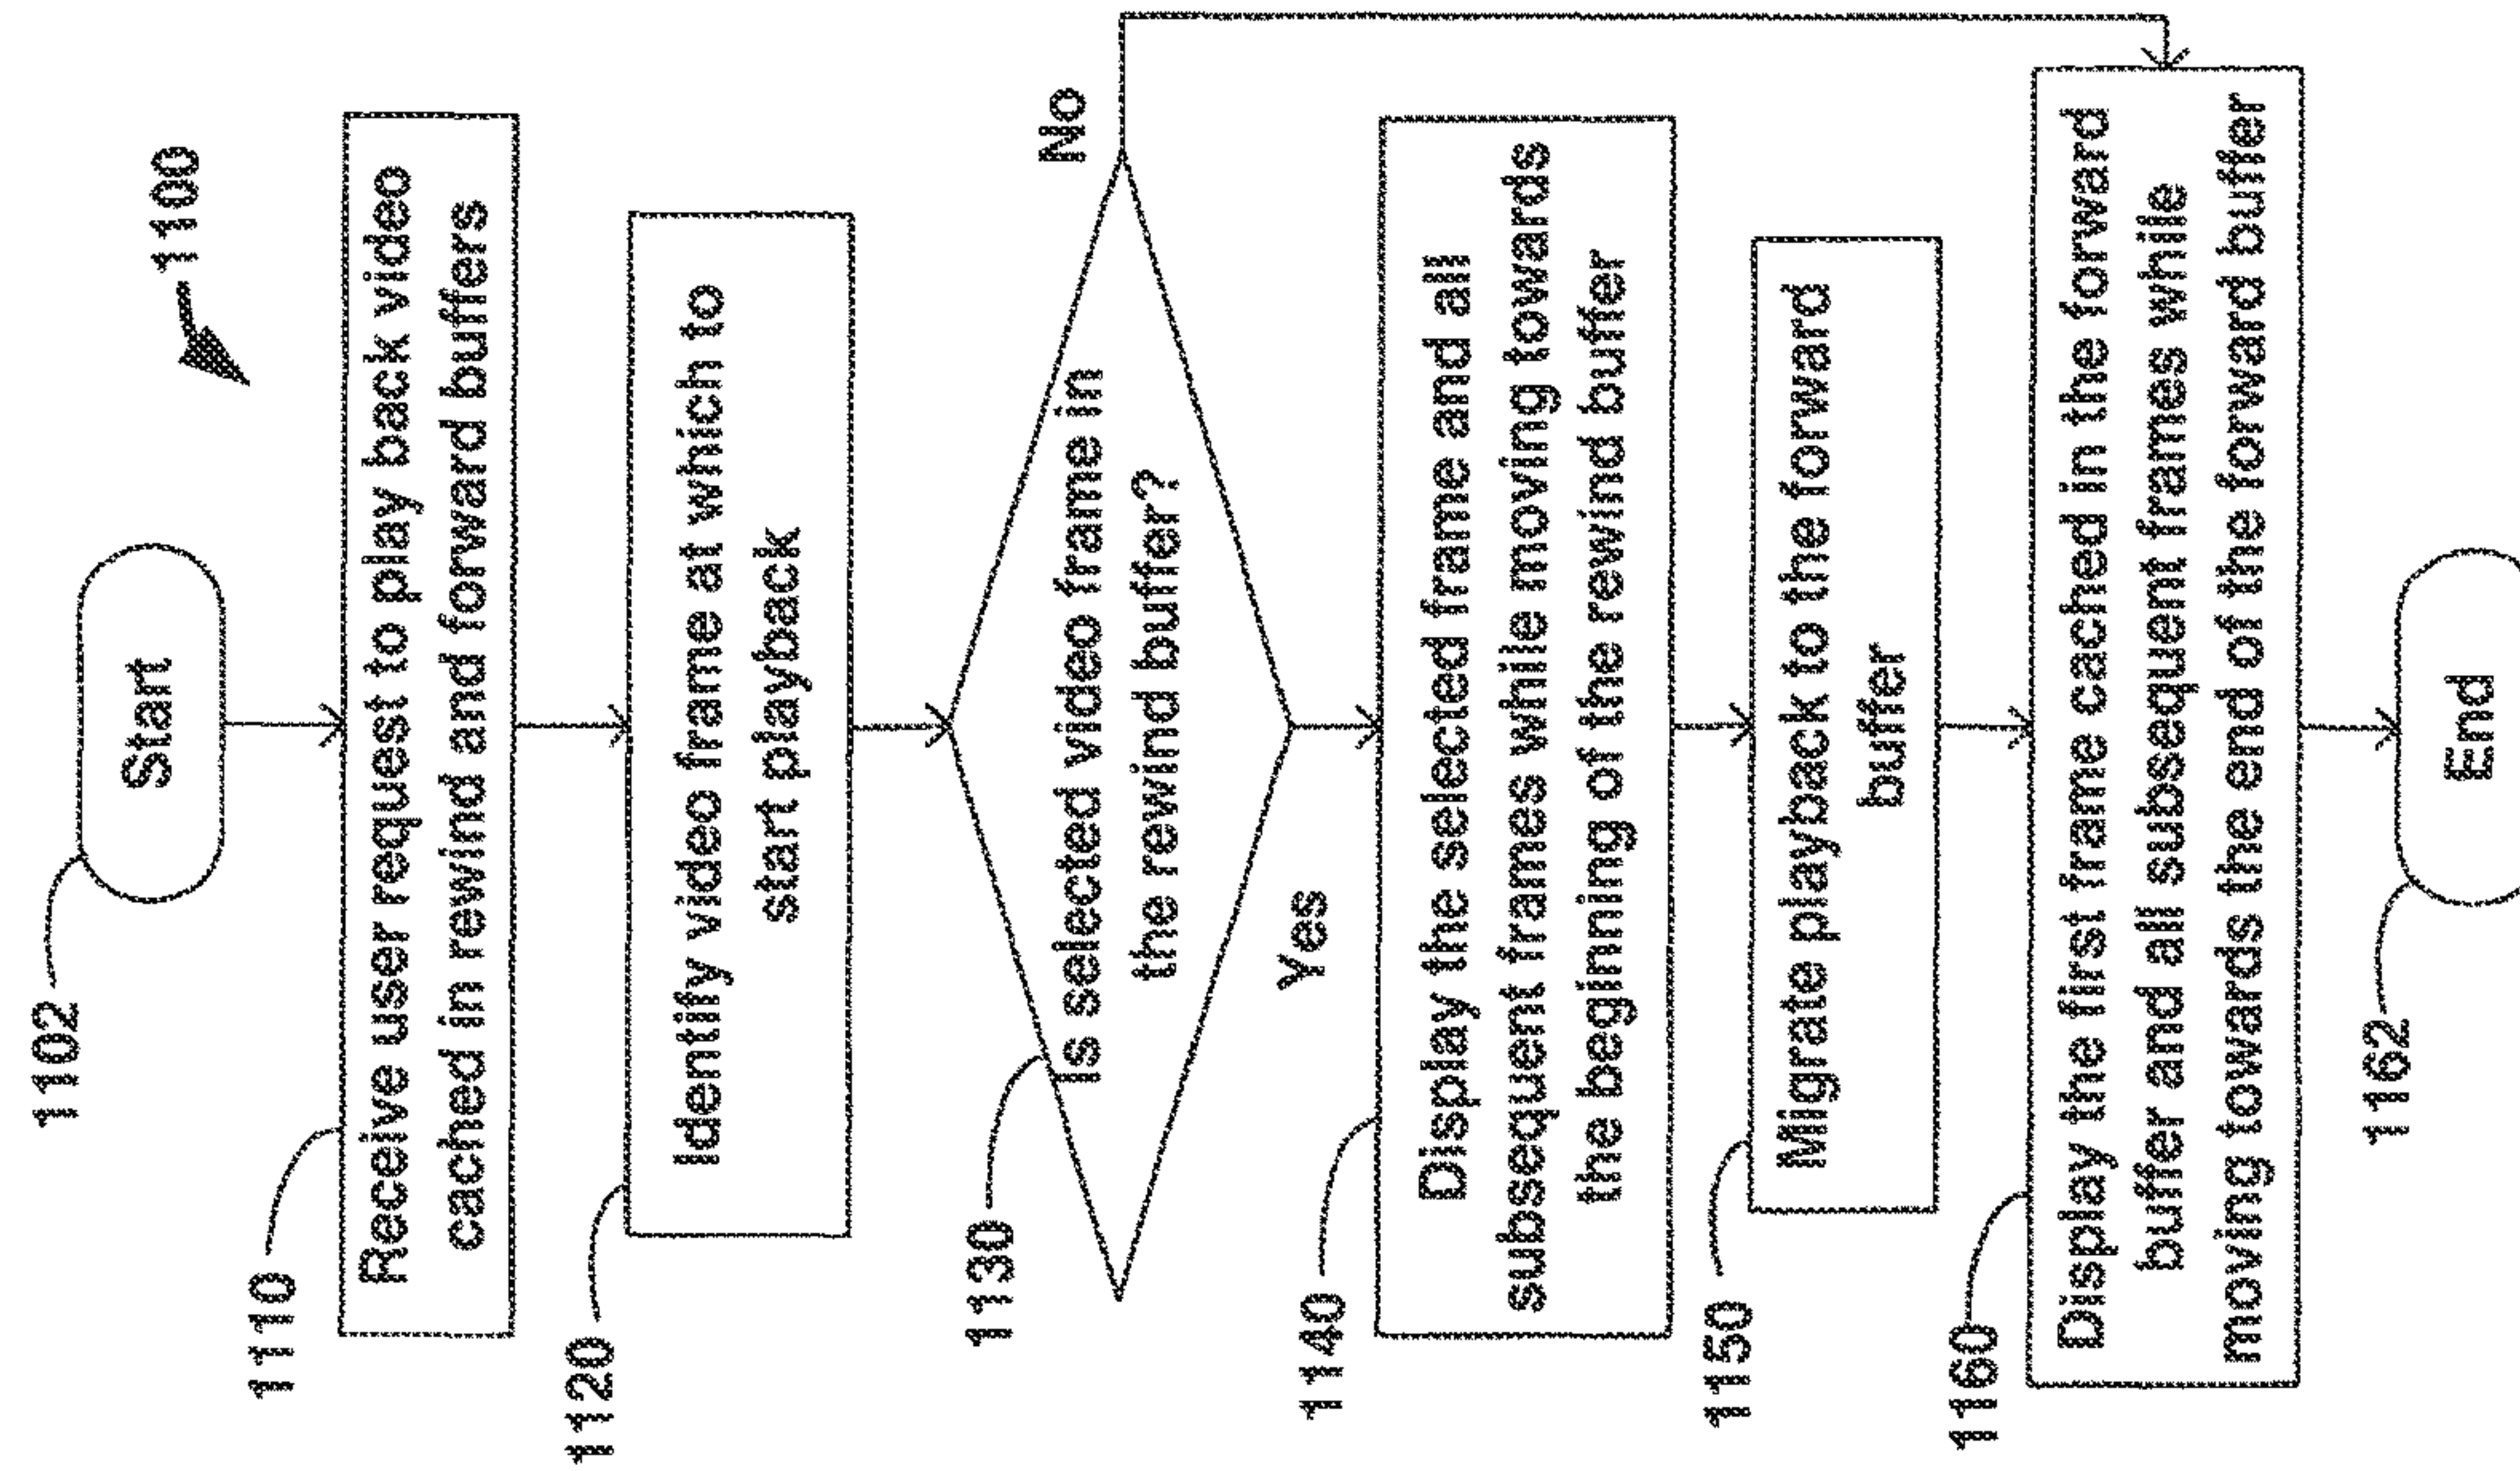 1100
1102
Start
1110
Receive user request to play back video
cached in rewind and forward buffers
1120
Identify video frame at which to
start playback
1130
Is selected video frame in
the rewind buffer?
No
Yes
1140
Display the selected frame and all
subsequent frames while moving towards
the beginning of the rewind buffer
1150
Migrate playback to the forward
buffer
1160
Display the first frame cached in the forward
buffer and all subsequent frames while
moving towards the end of the forward buffer
1162
End